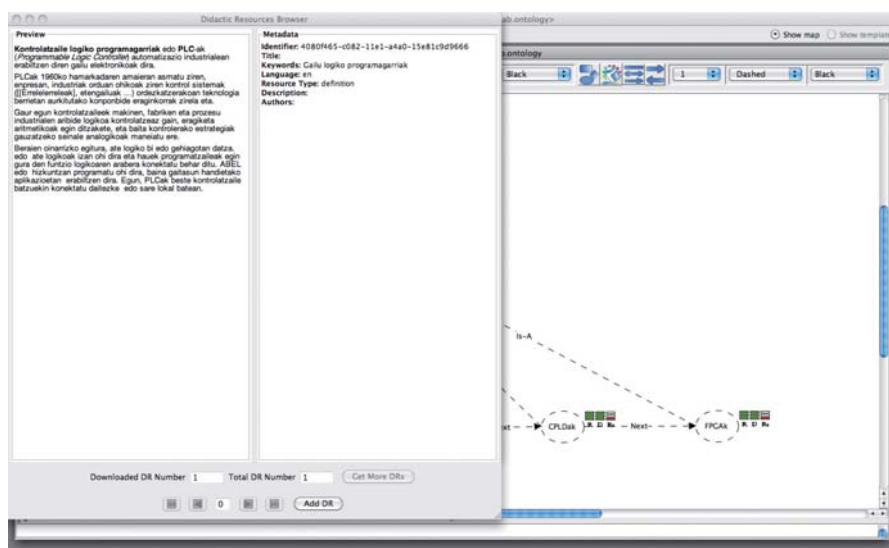 Didactic Resources Browser
ab.ontology>
Preview
Kontrolatzaile logiko programagarriak edo PLC-ak
(Programmable Logic Controller) automatizazio industrialean
erabiltzen diren gailu elektronikoak dira.
PLCak 1960ko hamarkadaren amaieran asmatu ziren,
enpresan, industriak orduan ohikoak ziren kontrol sistemak
([[Errelelerreleak], etengailuak ...) ordezkatzerakoan teknologia
berrietan aurkitutako konponbide eraginkorrak zirela eta.
Gaur egun kontrolatzaileek makinen, fabriken eta prozesu
industrialen aribide logikoa kontrolatzeaz gain, eragiketa
aritmetikoak egin ditzakete, eta baita kontrolerako estrategiak
gauzatzeko seinale analogikoak maneiatu ere.
Beraien oinarrizko egitura, ate logiko bi edo gehiagotan datza.
edo ate logikoak izan ohi dira eta hauek programatzaileak egin
gura den funtzio logikoaren arabera konektatu behar ditu. ABEL
edo hizkuntzan programatu ohi dira, baina gaitasun handietako
aplikazioetan erabiltzen dira. Egun, PLCak beste kontrolatzaile
batzuekin konektatu daitezke edo sare lokal batean.
Metadata
Identifier: 4080f465-c082-11e1-a4a0-15e81c9d9666
Title:
Keywords: Gailu logiko programagarriak
Language: en
Resource Type: definition
Description:
Authors:
Show map Show templat
.ontology
Black 1 Dashed Black
Is-A
ext CPLDak R D Rs Next- FPGAk R D Rs
Downloaded DR Number 1 Total DR Number 1 Get More DRs
0 Add DR